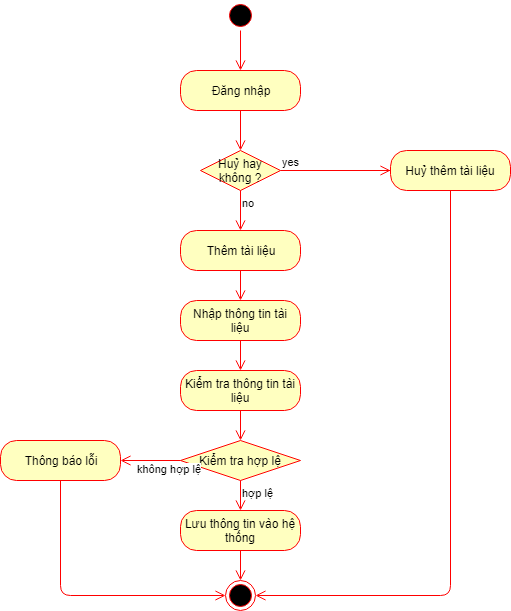 Đăng nhập
Huỷ hay
không ?
yes
Huỷ thêm tài liệu
no
Thêm tài liệu
Nhập thông tin tài
liệu
Kiểm tra thông tin tài
liệu
Kiểm tra hợp lệ
Thông báo lỗi
không hợp lệ
hợp lệ
Lưu thông tin vào hệ
thống